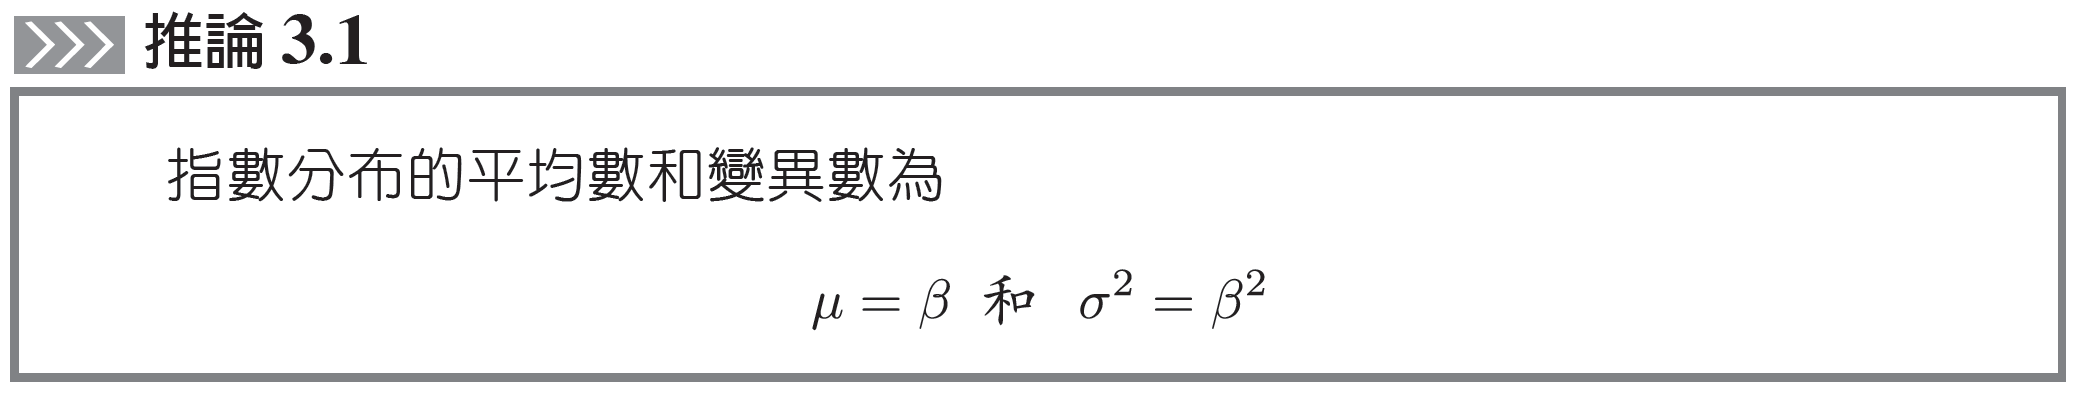 推論 3.1
指數分布的平均數和變異數為
μ = β 和 σ² = β²